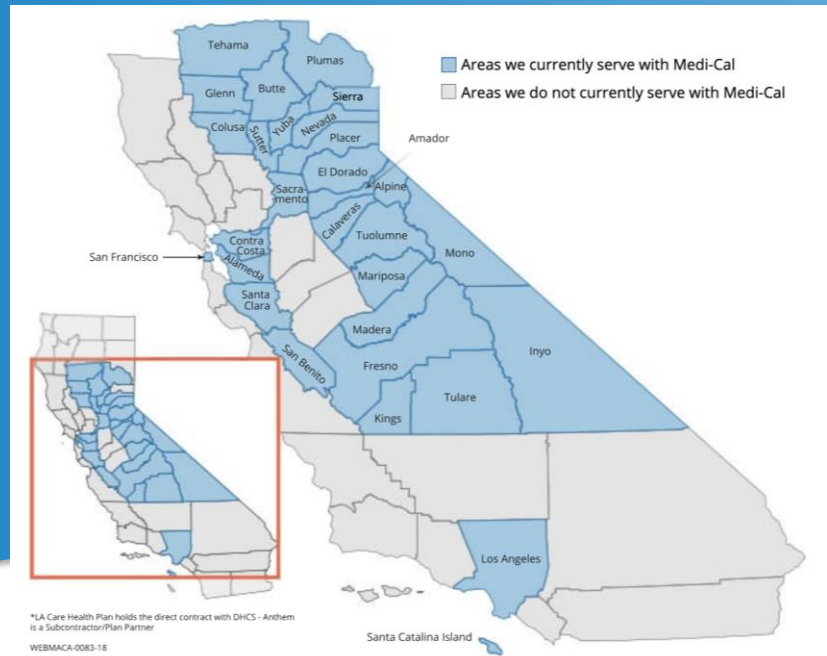 Areas we currently serve with Medi-Cal
Areas we do not currently serve with Medi-Cal
Tehama
Plumas
Glenn
Butte
Sierra
Colusa
Sutter
Yuba
Nevada
Placer
Amador
El Dorado
Alpine
Sacra-
mento
Calaveras
Tuolumne
Mono
Contra
Costa
San Francisco
Alameda
Mariposa
Santa
Clara
Madera
Inyo
San Benito
Fresno
Tulare
Kings
Los Angeles
Santa Catalina Island
*LA Care Health Plan holds the direct contract with DHCS - Anthem
is a Subcontractor/Plan Partner
WEBMACA-0083-18